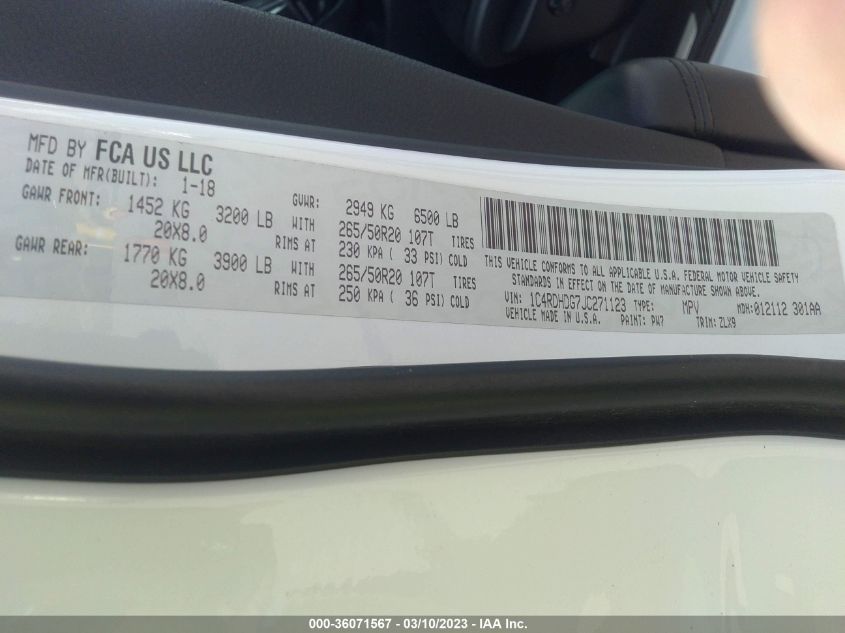 MFD BY FCA US LLC
DATE OF MFR(BUILT): 1-18 GVWR: 2949 KG 6500 LB
GAWR FRONT: 1452 KG 3200 LB WITH 265/50R20 107T TIRES
20X8.0 RIMS AT 230 KPA ( 33 PSI) COLD
GAWR REAR: 1770 KG 3900 LB WITH 265/50R20 107T TIRES
20X8.0 RIMS AT 250 KPA ( 36 PSI) COLD
THIS VEHICLE CONFORMS TO ALL APPLICABLE U.S.A. FEDERAL MOTOR VEHICLE SAFETY
STANDARDS IN EFFECT ON THE DATE OF MANUFACTURE SHOWN ABOVE.
VIN: 1C4RDHDG7JC271123 TYPE: MPV MDH: 012112 301AA
VEHICLE MADE IN U.S.A. PAINT: PW7 TRIM: ZLX9
000-36071567 — 03/10/2023 — IAA Inc.